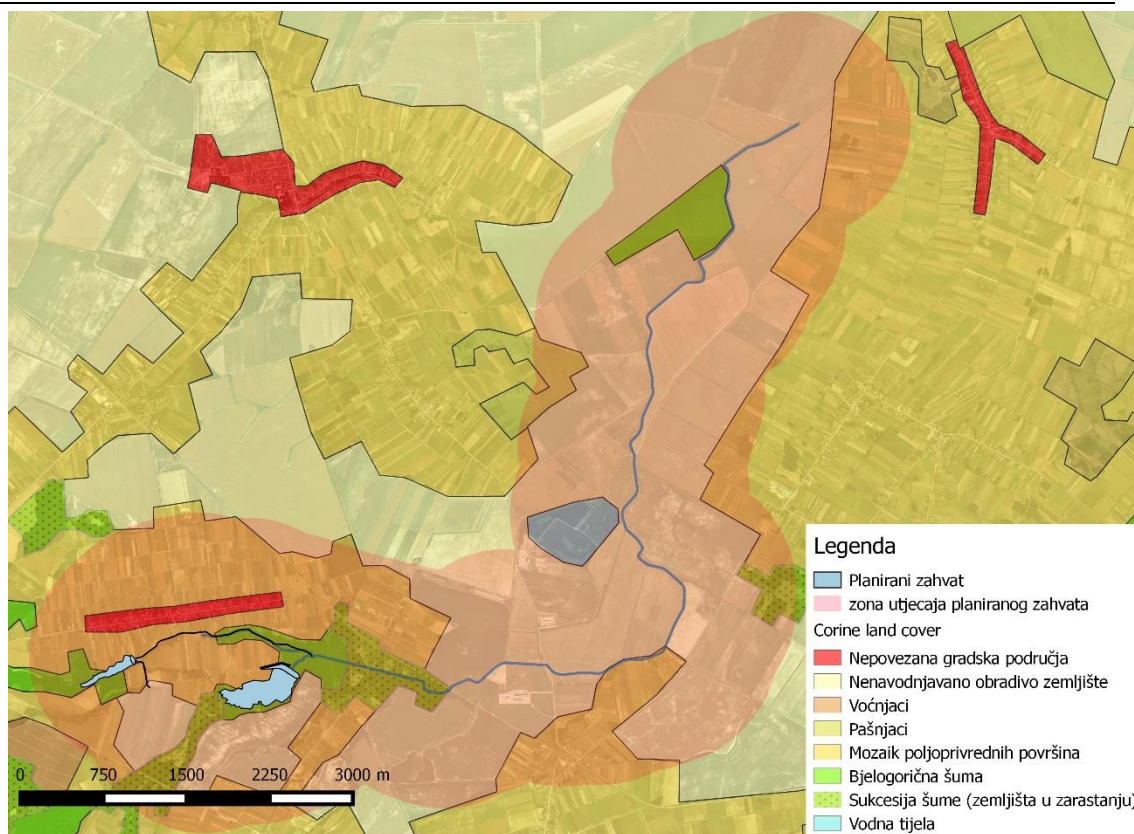 Legenda
Planirani zahvat
zona utjecaja planiranog zahvata
Corine land cover
Nepovezana gradska područja
Nenavodnjavano obradivo zemljište
Voćnjaci
Pašnjaci
Mozaik poljoprivrednih površina
Bjelogorična šuma
Sukcesija šume (zemljišta u zarastanju)
Vodna tijela
0 750 1500 2250 3000 m